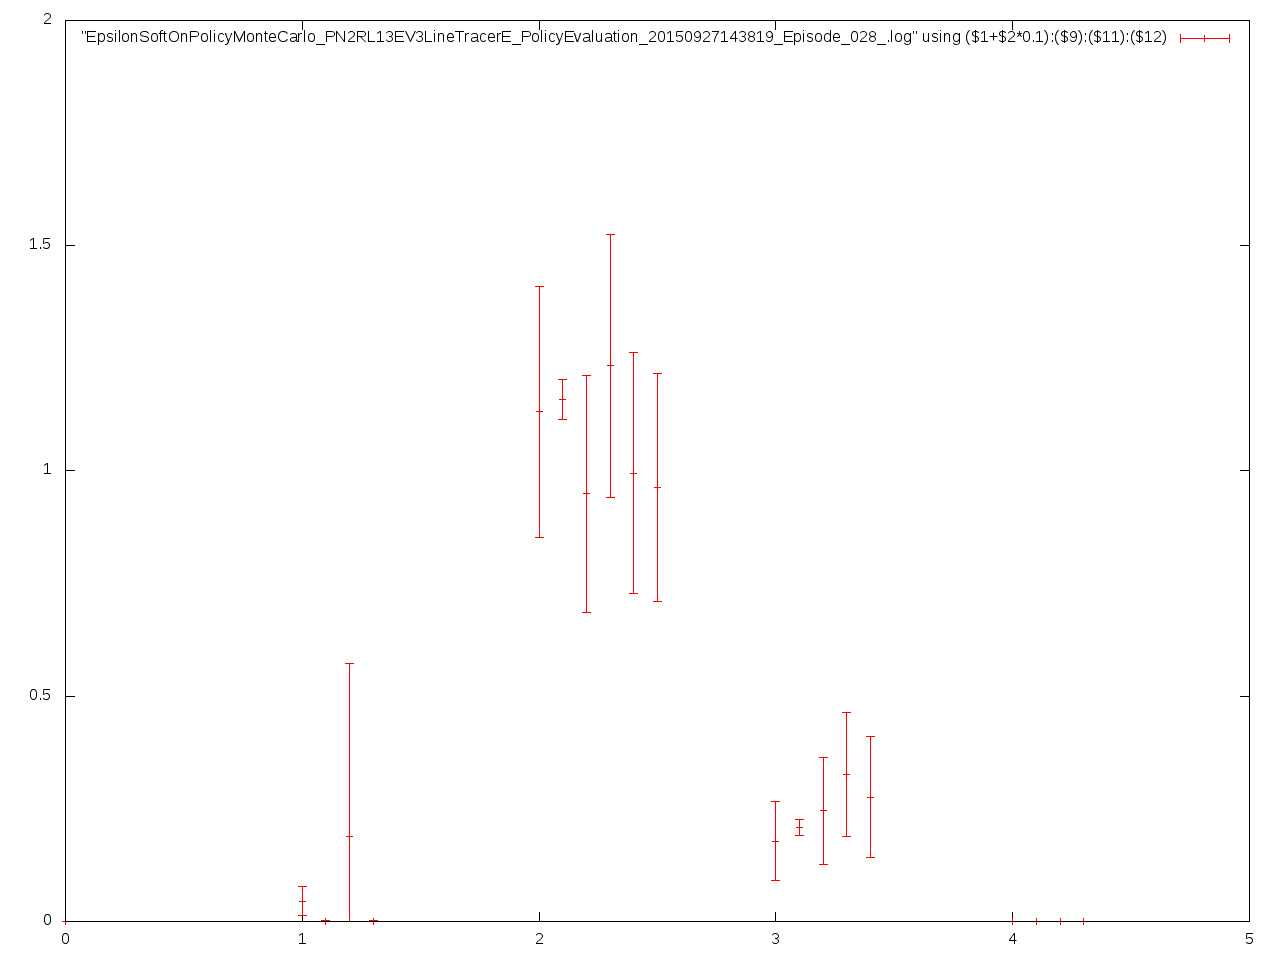 2
"EpsilonSoftOnPolicyMonteCarlo_PN2RL13EV3LineTracerE_PolicyEvaluation_20150927143819_Episode_028_.log" using ($1+$2*0.1):($9):($11):($12)
1.5
1
0.5
0
0 1 2 3 4 5